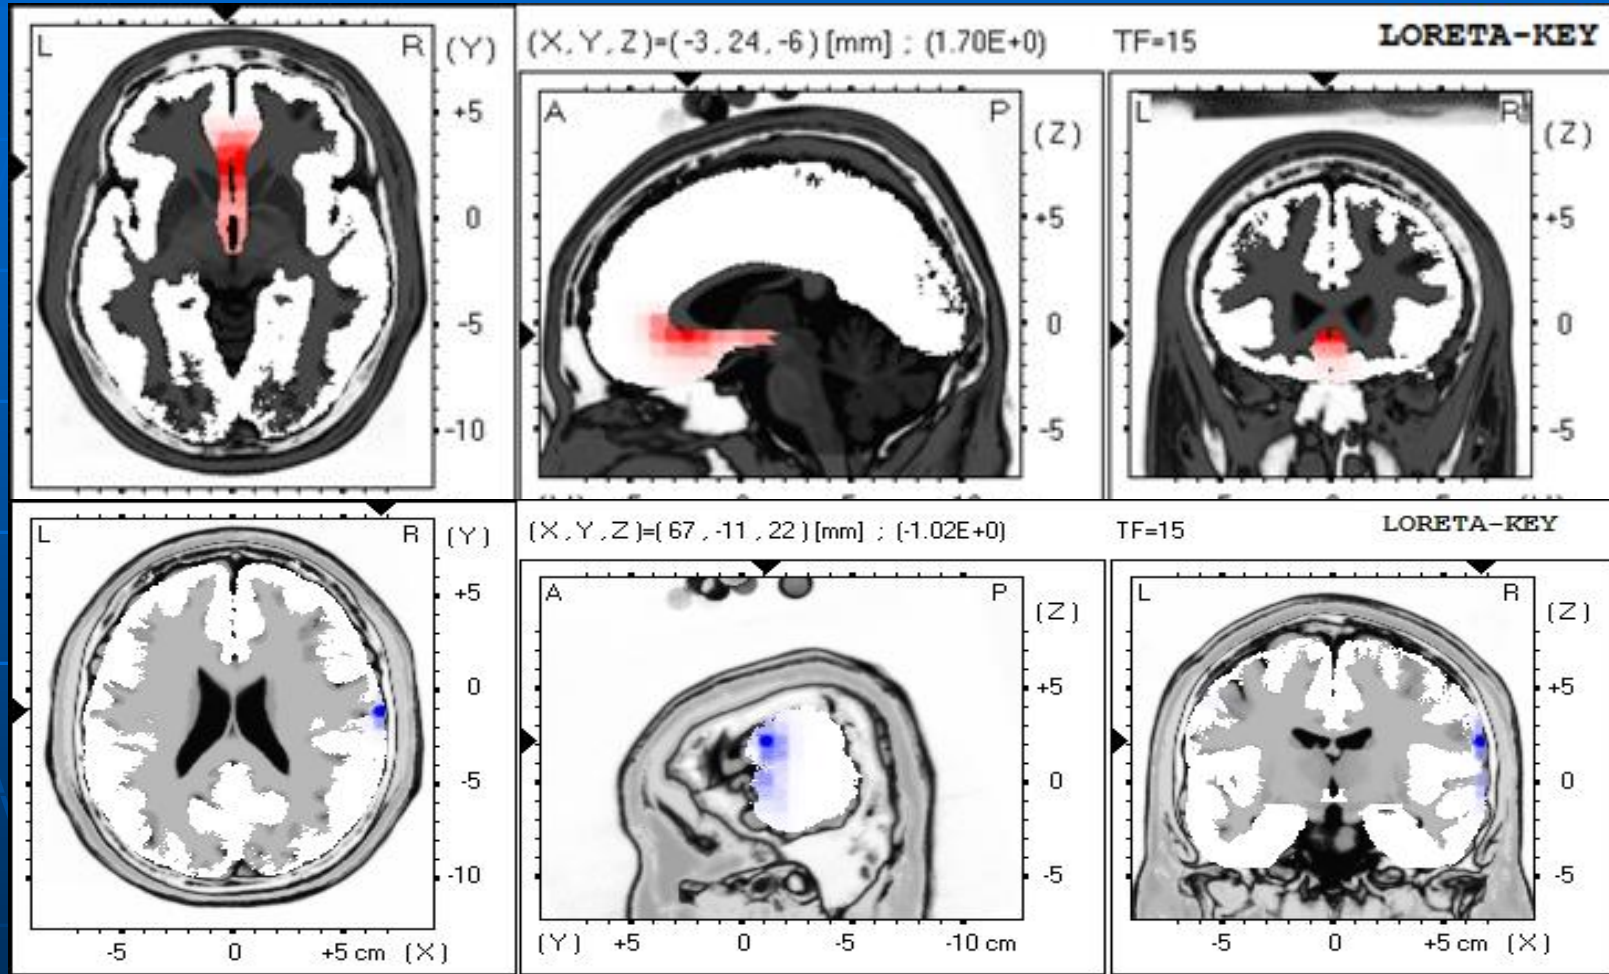 L R (Y)
+5
0
-5
-10
(X,Y,Z)=(-3,24,-6)[mm] ; (1.70E+0) TF=15 LORETA-KEY
A P (Z)
+5
0
-5
L R (Z)
+5
0
-5
L R (Y)
+5
0
-5
-10
-5 0 +5 cm (X)
(X,Y,Z)=(67,-11,22)[mm] ; (-1.02E+0) TF=15 LORETA-KEY
A P (Z)
+5
0
-5
(Y) +5 0 -5 -10 cm
L R (Z)
+5
0
-5
-5 0 +5 cm (X)